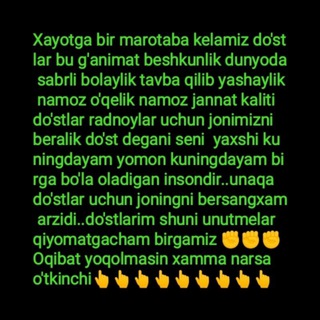 Xayotga bir marotaba kelamiz do'st
lar bu g'animat beshkunlik dunyoda
sabrli bolaylik tavba qilib yashaylik
namoz o'qelik namoz jannat kaliti
do'stlar radnoylar uchun jonimizni
beralik do'st degani seni yaxshi ku
ningdayam yomon kuningdayam bi
rga bo'la oladigan insondir..unaqa
do'stlar uchun joningni bersangxam
arzidi..do'stlarim shuni unutmelar
qiyomatgacham birgamiz ✊✊✊
Oqibat yoqolmasin xamma narsa
o'tkinchi👆👆👆👆👆👆👆👆👆